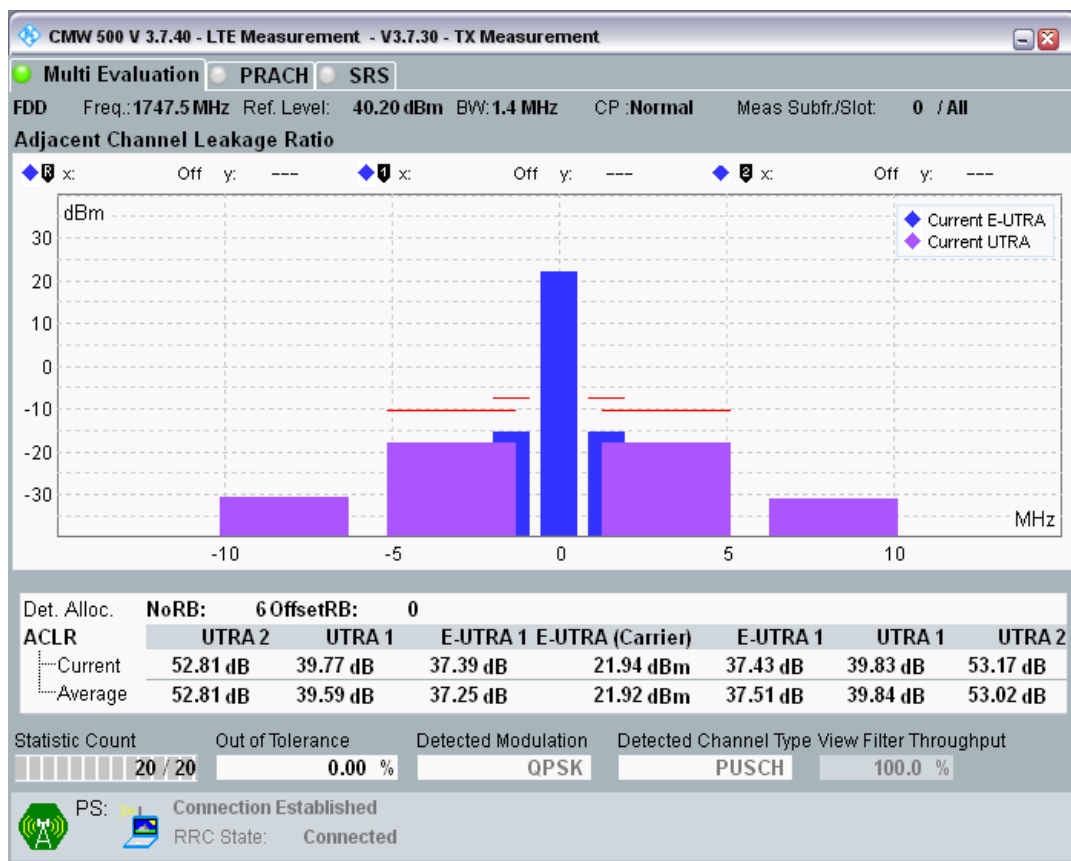 CMW 500 V 3.7.40 - LTE Measurement - V3.7.30 - TX Measurement
Multi Evaluation PRACH SRS
FDD Freq.: 1747.5 MHz Ref. Level: 40.20 dBm BW: 1.4 MHz CP :Normal Meas Subfr./Slot: 0 / All
Adjacent Channel Leakage Ratio
R x: Off y: --- 1 x: Off y: --- 2 x: Off y: ---
dBm
Current E-UTRA
Current UTRA
30
20
10
0
-10
-20
-30
MHz
-10 -5 0 5 10
Det. Alloc. NoRB: 6 OffsetRB: 0
ACLR UTRA 2 UTRA 1 E-UTRA 1 E-UTRA (Carrier) E-UTRA 1 UTRA 1 UTRA 2
Current 52.81 dB 39.77 dB 37.39 dB 21.94 dBm 37.43 dB 39.83 dB 53.17 dB
Average 52.81 dB 39.59 dB 37.25 dB 21.92 dBm 37.51 dB 39.84 dB 53.02 dB
Statistic Count Out of Tolerance Detected Modulation Detected Channel Type View Filter Throughput
20 / 20 0.00 % QPSK PUSCH 100.0 %
PS: Connection Established
RRC State: Connected